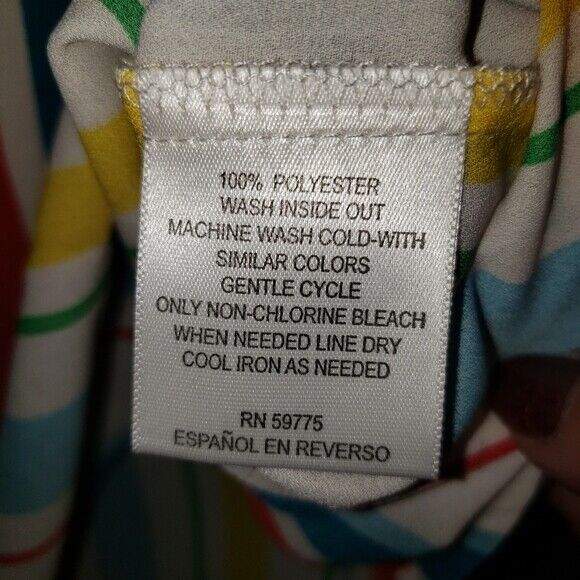 100% POLYESTER
WASH INSIDE OUT
MACHINE WASH COLD-WITH
SIMILAR COLORS
GENTLE CYCLE
ONLY NON-CHLORINE BLEACH
WHEN NEEDED LINE DRY
COOL IRON AS NEEDED
RN 59775
ESPAÑOL EN REVERSO